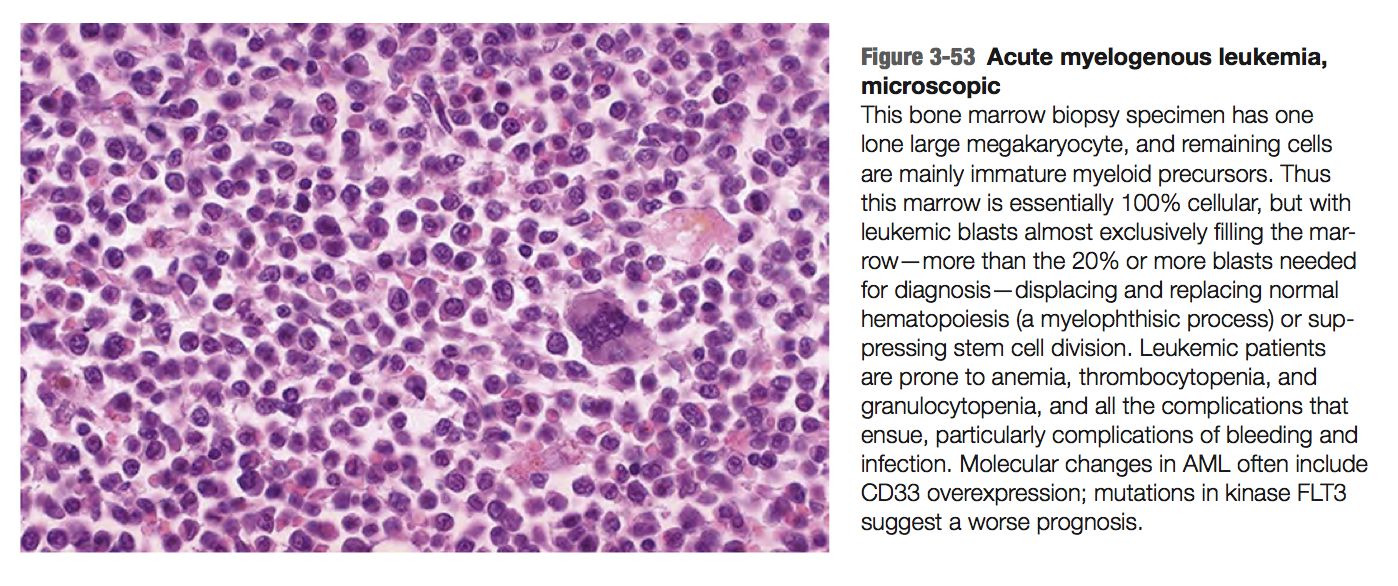 Figure 3-53 Acute myelogenous leukemia,
microscopic
This bone marrow biopsy specimen has one
lone large megakaryocyte, and remaining cells
are mainly immature myeloid precursors. Thus
this marrow is essentially 100% cellular, but with
leukemic blasts almost exclusively filling the mar-
row—more than the 20% or more blasts needed
for diagnosis—displacing and replacing normal
hematopoiesis (a myelophthisic process) or sup-
pressing stem cell division. Leukemic patients
are prone to anemia, thrombocytopenia, and
granulocytopenia, and all the complications that
ensue, particularly complications of bleeding and
infection. Molecular changes in AML often include
CD33 overexpression; mutations in kinase FLT3
suggest a worse prognosis.